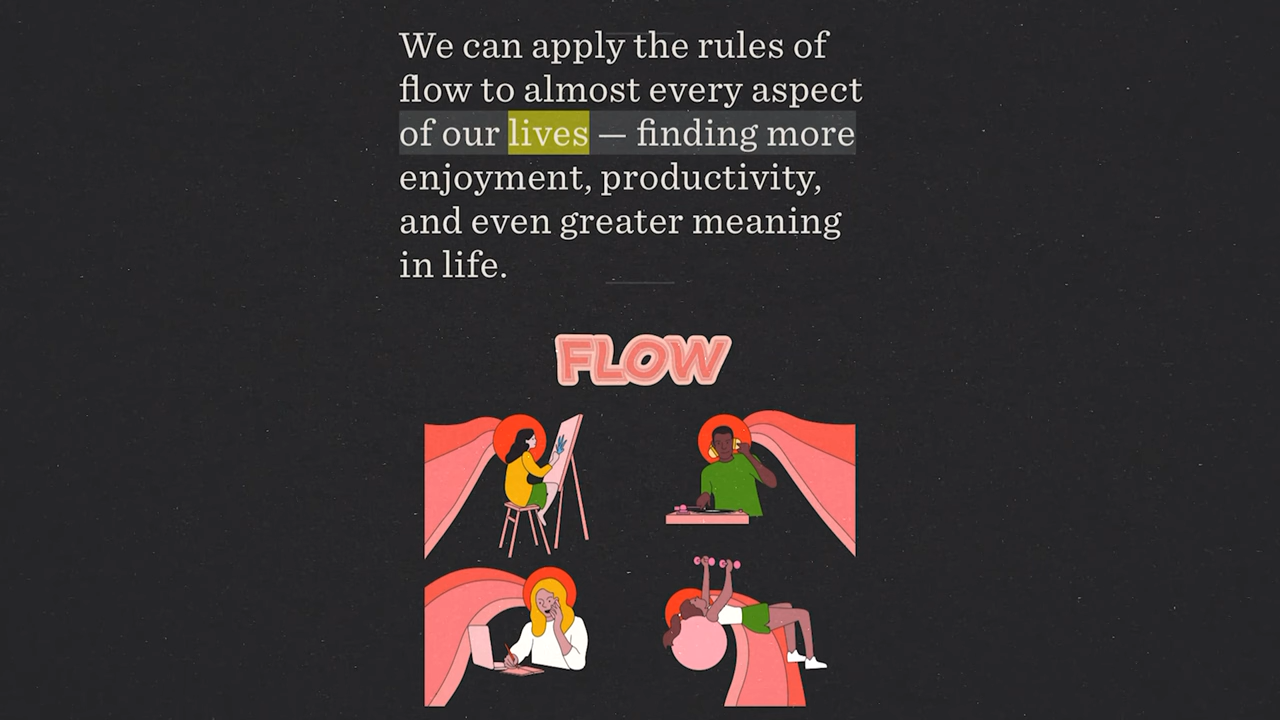 We can apply the rules of
flow to almost every aspect
of our lives — finding more
enjoyment, productivity,
and even greater meaning
in life.
FLOW